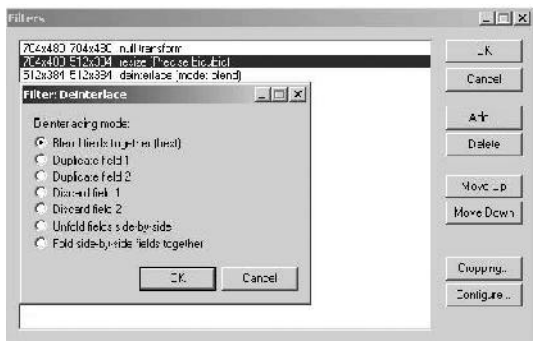 Filters
704x480 704x480 null transform
704x480 512x384 resize (Precise bicubic)
512x384 512x384 deinterlace (mode: blend)
Filter: Deinterlace
Deinterlacing mode:
Blend fields together (best)
Duplicate field 1
Duplicate field 2
Discard field 1
Discard field 2
Unfold fields side-by-side
Fold side-by-side fields together
OK
Cancel
OK
Cancel
Add...
Delete
Move Up
Move Down
Cropping...
Configure...